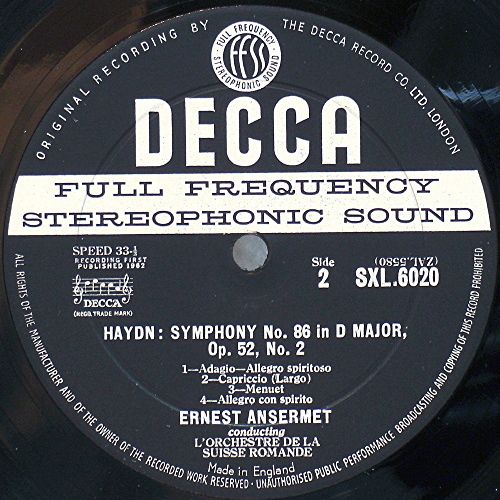 ORIGINAL RECORDING BY THE DECCA RECORD CO. LTD. LONDON
FULL FREQUENCY
ffss
STEREOPHONIC SOUND
DECCA
FULL FREQUENCY
STEREOPHONIC SOUND
SPEED 33-⅓
RECORDING FIRST
PUBLISHED 1962
DECCA
(REGD. TRADE MARK)
Side
2
(ZAL.5580)
SXL.6020
HAYDN: SYMPHONY No. 86 in D MAJOR,
Op. 52, No. 2
1—Adagio—Allegro spiritoso
2—Capriccio (Largo)
3—Menuet
4—Allegro con spirito
ERNEST ANSERMET
conducting
L'ORCHESTRE DE LA
SUISSE ROMANDE
Made in England
ALL RIGHTS OF THE MANUFACTURER AND OF THE OWNER OF THE RECORDED WORK RESERVED · UNAUTHORISED PUBLIC PERFORMANCE BROADCASTING AND COPYING OF THIS RECORD PROHIBITED